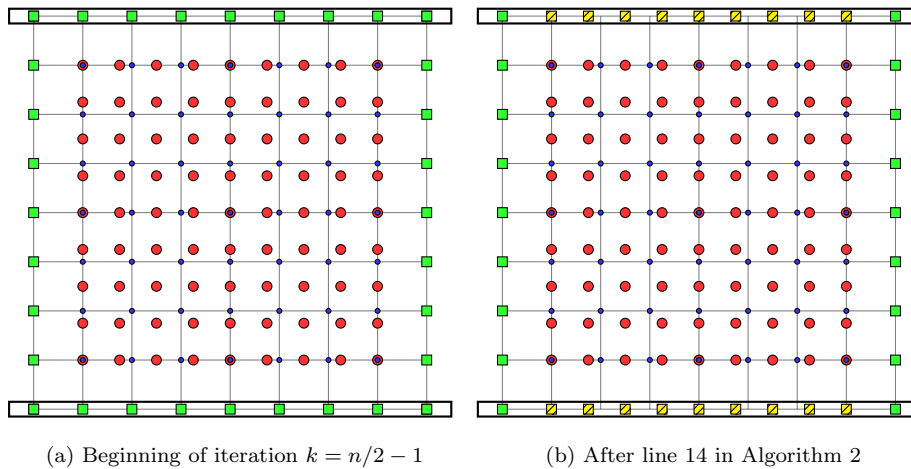 (a) Beginning of iteration k = n/2 − 1
(b) After line 14 in Algorithm 2